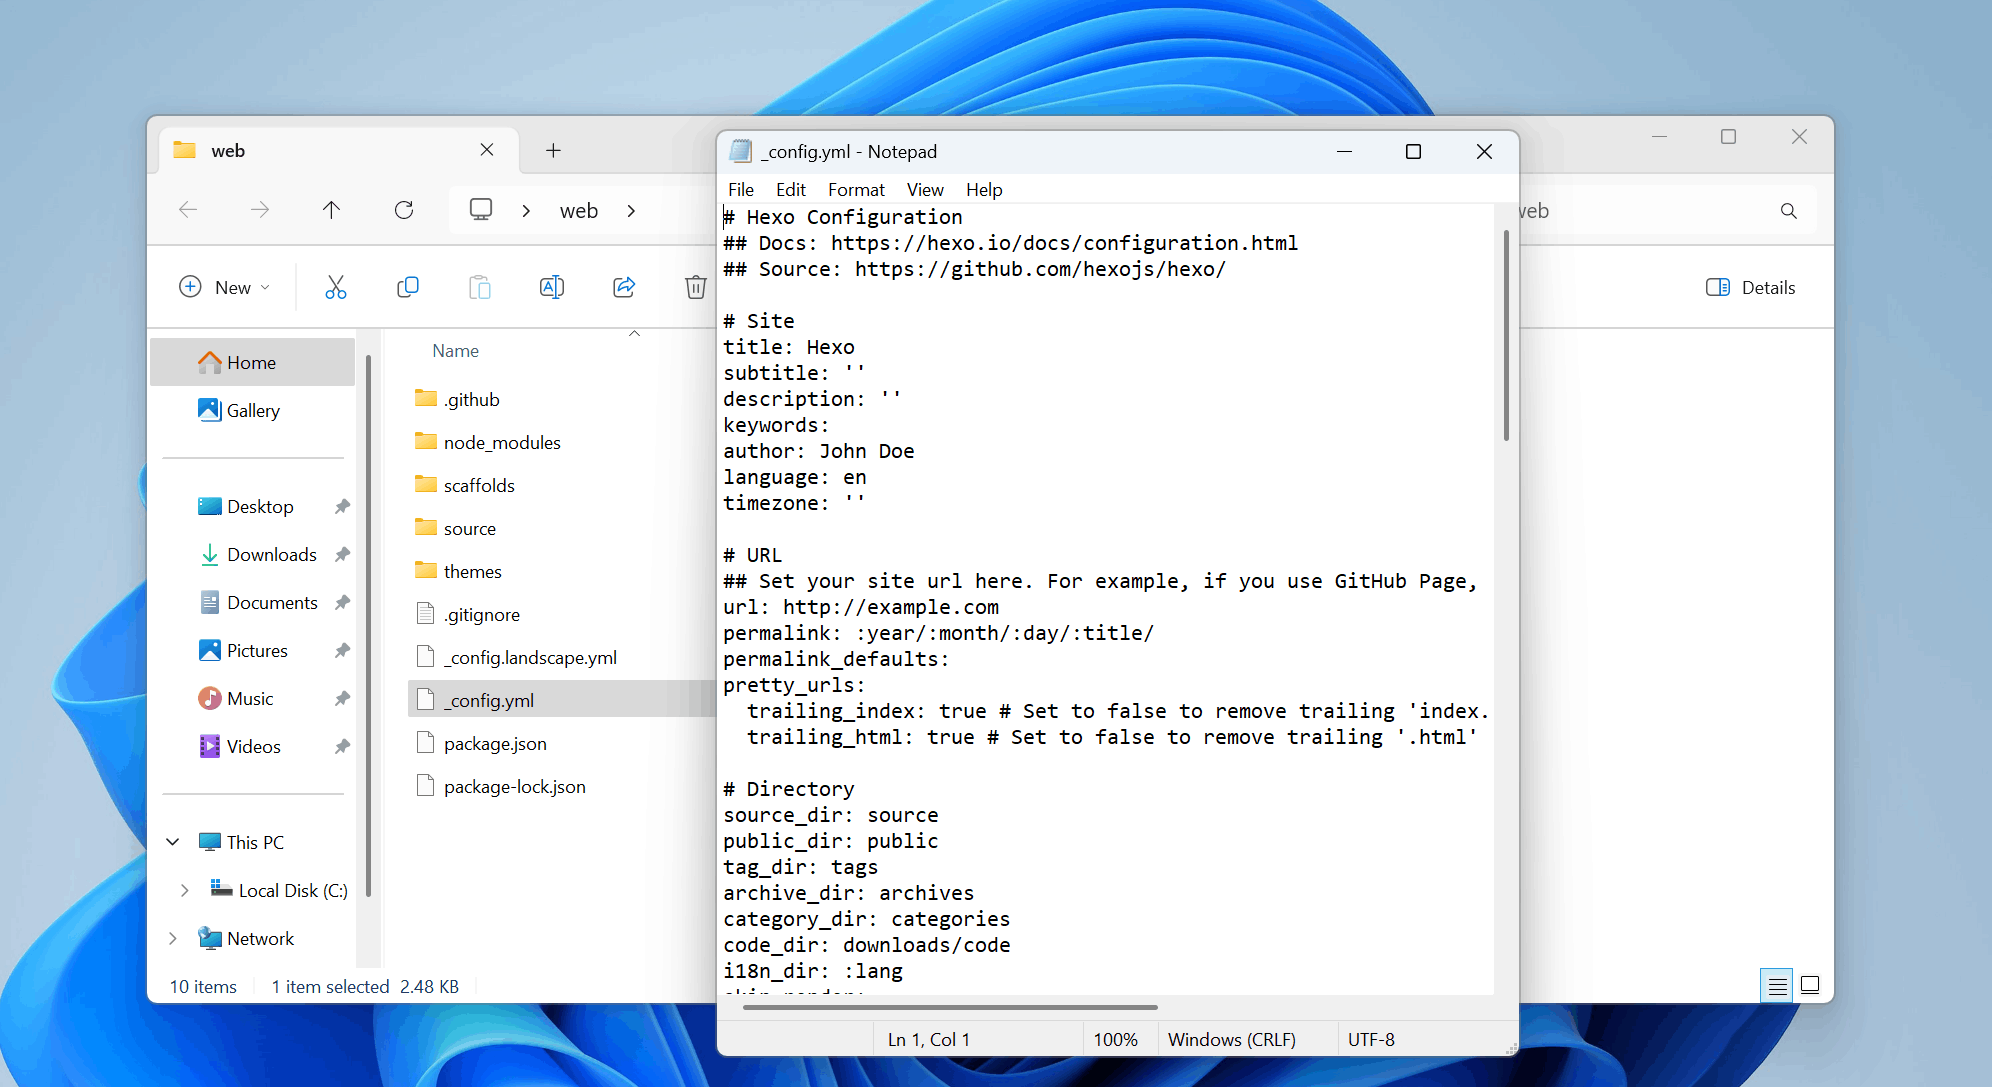 web
web
web
New
Details
Home
Gallery
Desktop
Downloads
Documents
Pictures
Music
Videos
This PC
Local Disk (C:)
Network
Name
.github
node_modules
scaffolds
source
themes
.gitignore
_config.landscape.yml
_config.yml
package.json
package-lock.json
10 items
1 item selected 2.48 KB
_config.yml - Notepad
File Edit Format View Help
# Hexo Configuration
## Docs: https://hexo.io/docs/configuration.html
## Source: https://github.com/hexojs/hexo/
# Site
title: Hexo
subtitle: ''
description: ''
keywords:
author: John Doe
language: en
timezone: ''
# URL
## Set your site url here. For example, if you use GitHub Page,
url: http://example.com
permalink: :year/:month/:day/:title/
permalink_defaults:
pretty_urls:
trailing_index: true # Set to false to remove trailing 'index.
trailing_html: true # Set to false to remove trailing '.html'
# Directory
source_dir: source
public_dir: public
tag_dir: tags
archive_dir: archives
category_dir: categories
code_dir: downloads/code
i18n_dir: :lang
Ln 1, Col 1
100%
Windows (CRLF)
UTF-8